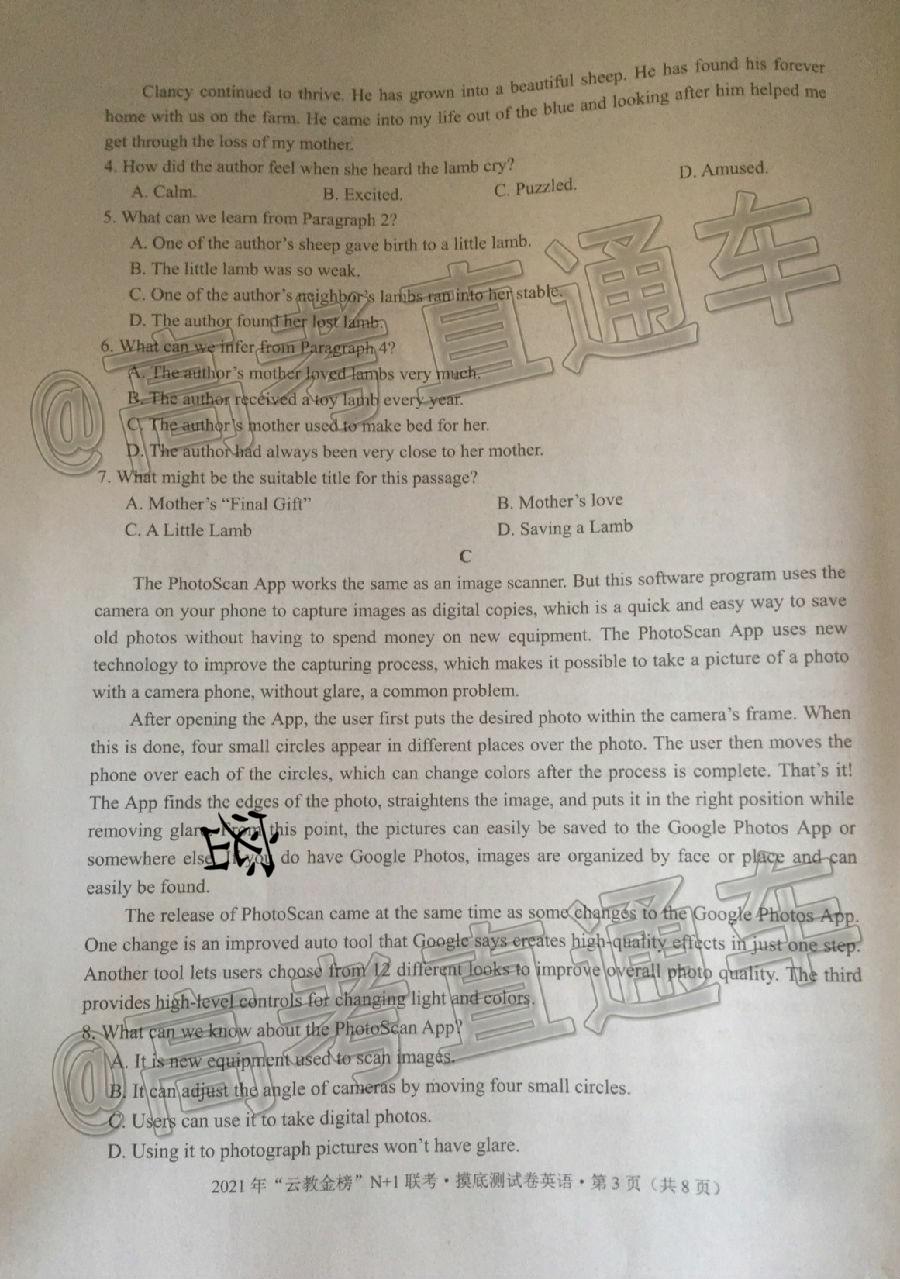 Clancy continued to thrive. He has grown into a beautiful sheep. He has found his forever
home with us on the farm. He came into my life out of the blue and looking after him helped me
get through the loss of my mother.
4. How did the author feel when she heard the lamb cry?
A. Calm. B. Excited. C. Puzzled. D. Amused.
5. What can we learn from Paragraph 2?
A. One of the author's sheep gave birth to a little lamb.
B. The little lamb was so weak.
C. One of the author's neighbor's lambs ran into her stable.
D. The author found her lost lamb.
6. What can we infer from Paragraph 4?
A. The author's mother loved lambs very much.
B. The author received a toy lamb every year.
C. The author's mother used to make bed for her.
D. The author had always been very close to her mother.
@高考直通车
7. What might be the suitable title for this passage?
A. Mother's “Final Gift” B. Mother's love
C. A Little Lamb D. Saving a Lamb
C
The PhotoScan App works the same as an image scanner. But this software program uses the
camera on your phone to capture images as digital copies, which is a quick and easy way to save
old photos without having to spend money on new equipment. The PhotoScan App uses new
technology to improve the capturing process, which makes it possible to take a picture of a photo
with a camera phone, without glare, a common problem.
After opening the App, the user first puts the desired photo within the camera's frame. When
this is done, four small circles appear in different places over the photo. The user then moves the
phone over each of the circles, which can change colors after the process is complete. That's it!
The App finds the edges of the photo, straightens the image, and puts it in the right position while
removing glare. From this point, the pictures can easily be saved to the Google Photos App or
somewhere else. If you do have Google Photos, images are organized by face or place and can
easily be found.
The release of PhotoScan came at the same time as some changes to the Google Photos App.
One change is an improved auto tool that Google says creates high-quality effects in just one step.
Another tool lets users choose from 12 different looks to improve overall photo quality. The third
provides high-level controls for changing light and colors.
8. What can we know about the PhotoScan App?
A. It is new equipment used to scan images.
B. It can adjust the angle of cameras by moving four small circles.
C. Users can use it to take digital photos.
D. Using it to photograph pictures won't have glare.
@高考直通车
2021年“云教金榜”N+1联考·摸底测试卷英语·第3页（共8页）